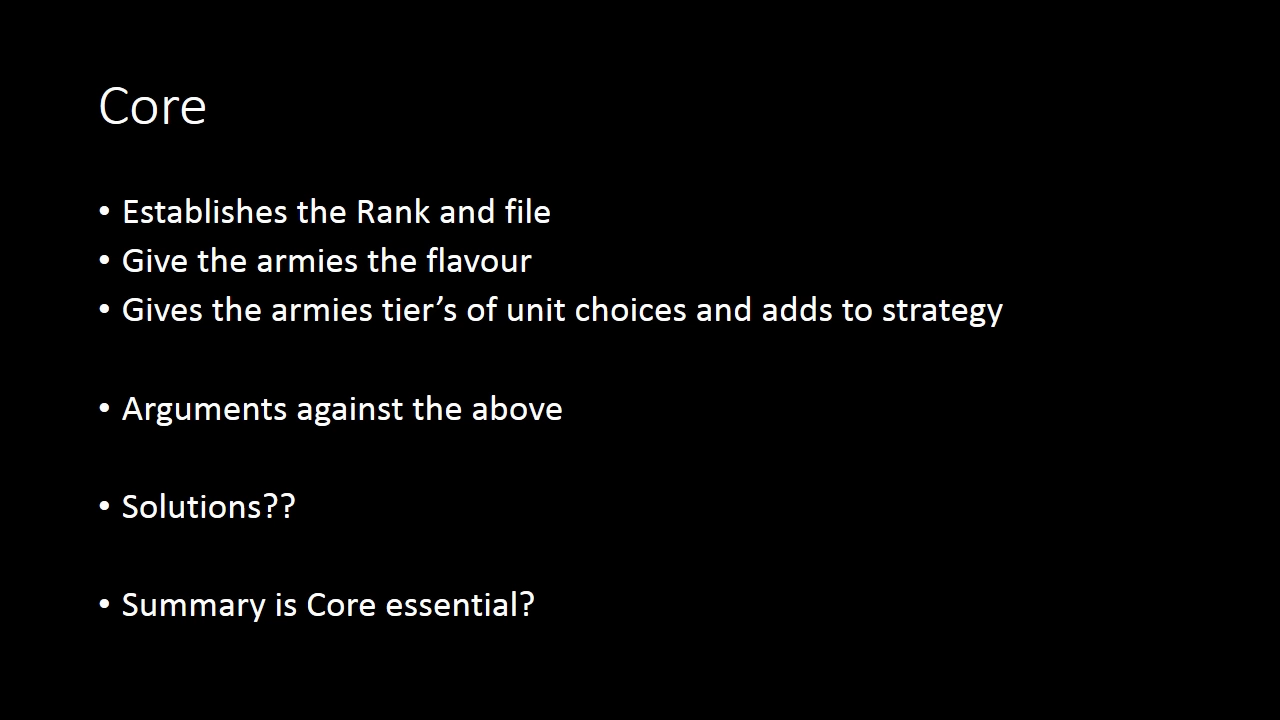 Core
• Establishes the Rank and file
• Give the armies the flavour
• Gives the armies tier’s of unit choices and adds to strategy
• Arguments against the above
• Solutions??
• Summary is Core essential?